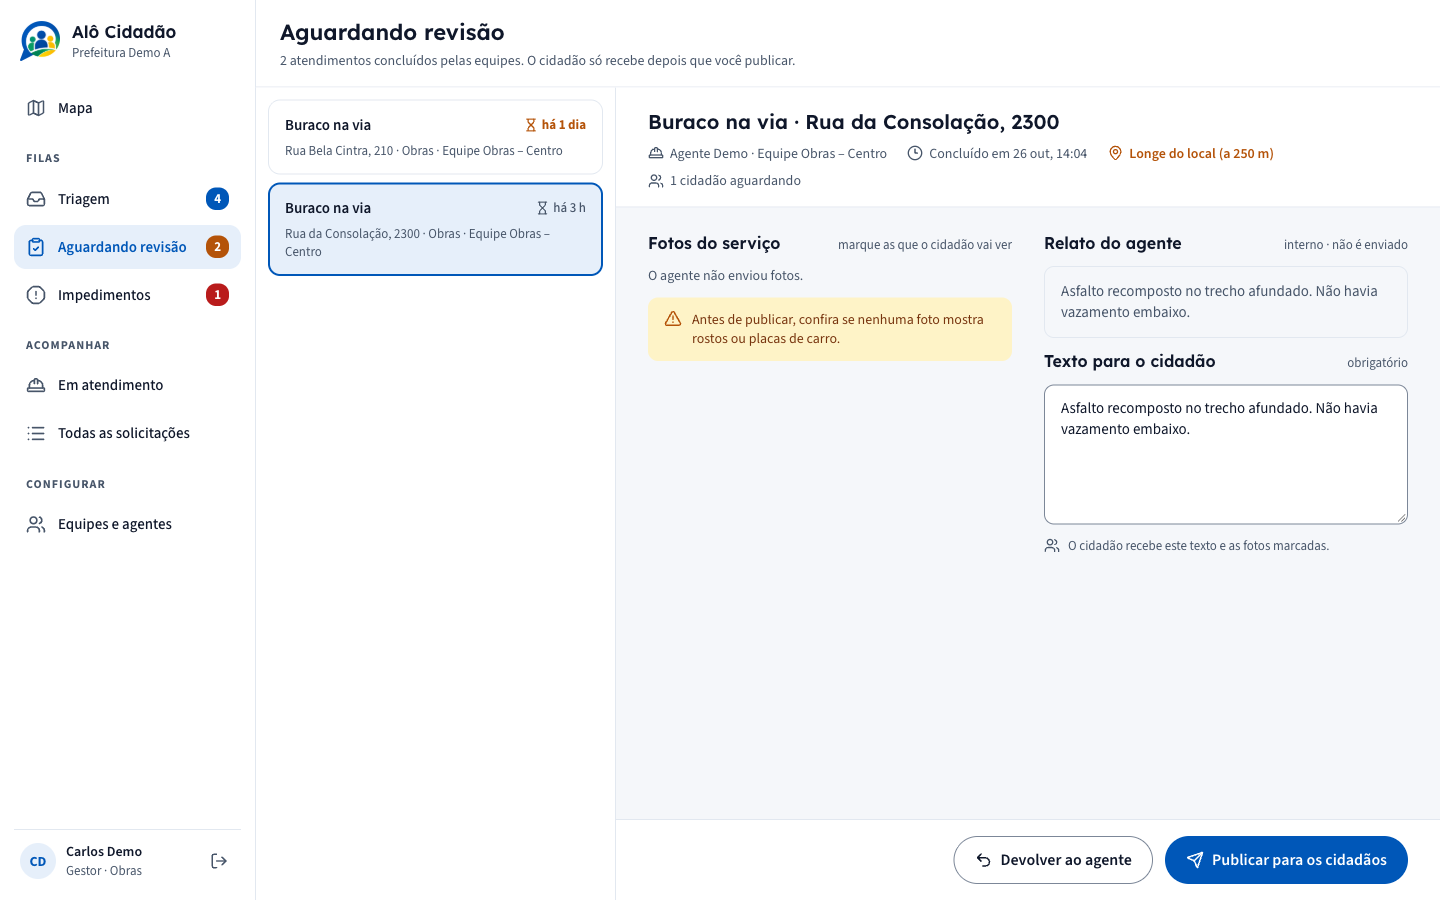 Alô Cidadão
Prefeitura Demo A
Mapa
FILAS
Triagem 4
Aguardando revisão 2
Impedimentos 1
ACOMPANHAR
Em atendimento
Todas as solicitações
CONFIGURAR
Equipes e agentes
CD
Carlos Demo
Gestor · Obras
Aguardando revisão
2 atendimentos concluídos pelas equipes. O cidadão só recebe depois que você publicar.
Buraco na via há 1 dia
Rua Bela Cintra, 210 · Obras · Equipe Obras – Centro
Buraco na via há 3 h
Rua da Consolação, 2300 · Obras · Equipe Obras –
Centro
Buraco na via · Rua da Consolação, 2300
Agente Demo · Equipe Obras – Centro Concluído em 26 out, 14:04 Longe do local (a 250 m)
1 cidadão aguardando
Fotos do serviço marque as que o cidadão vai ver
O agente não enviou fotos.
Antes de publicar, confira se nenhuma foto mostra
rostos ou placas de carro.
Relato do agente interno · não é enviado
Asfalto recomposto no trecho afundado. Não havia
vazamento embaixo.
Texto para o cidadão obrigatório
Asfalto recomposto no trecho afundado. Não havia
vazamento embaixo.
O cidadão recebe este texto e as fotos marcadas.
Devolver ao agente
Publicar para os cidadãos